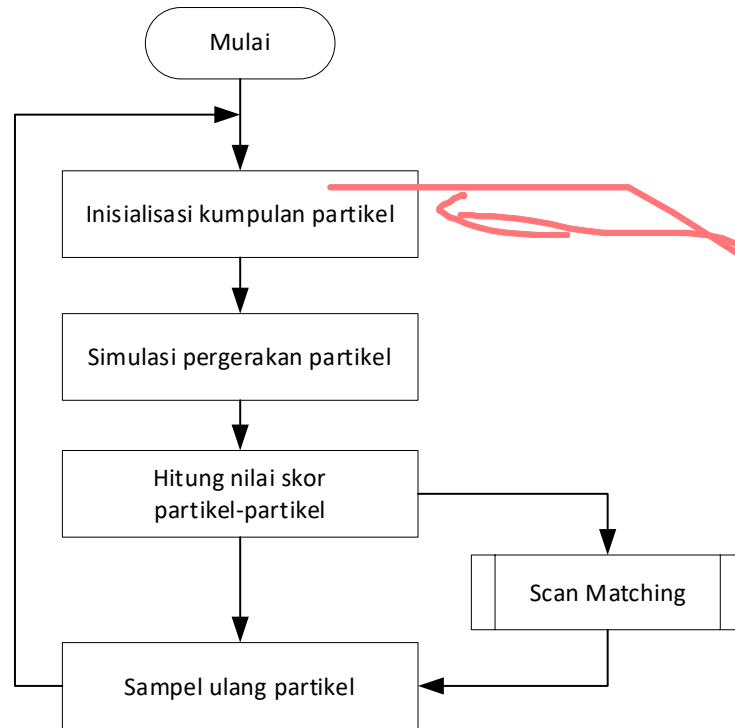 Mulai
Inisialisasi kumpulan partikel
Simulasi pergerakan partikel
Hitung nilai skor
partikel-partikel
Scan Matching
Sampel ulang partikel